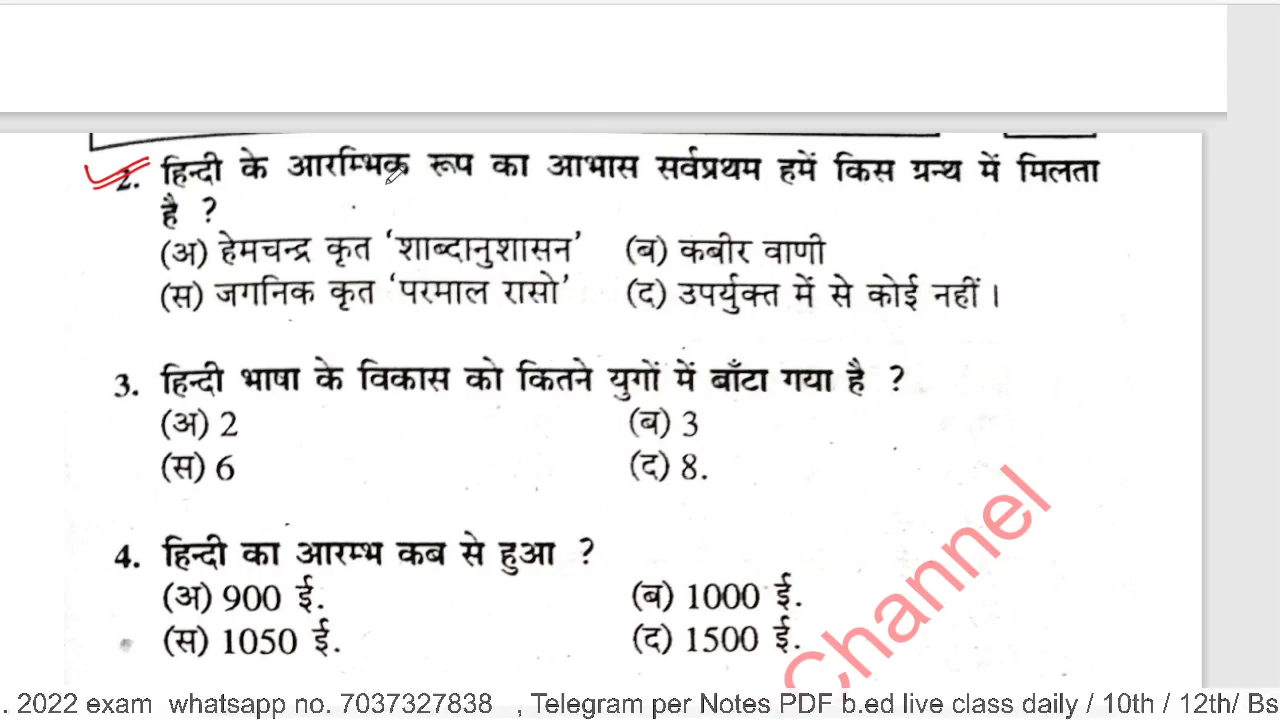 2. हिन्दी के आरम्भिक रूप का आभास सर्वप्रथम हमें किस ग्रन्थ में मिलता
है ?
(अ) हेमचन्द्र कृत ‘शाब्दानुशासन’ (ब) कबीर वाणी
(स) जगनिक कृत ‘परमाल रासो’ (द) उपर्युक्त में से कोई नहीं ।
3. हिन्दी भाषा के विकास को कितने युगों में बाँटा गया है ?
(अ) 2 (ब) 3
(स) 6 (द) 8.
4. हिन्दी का आरम्भ कब से हुआ ?
(अ) 900 ई. (ब) 1000 ई.
(स) 1050 ई. (द) 1500 ई.
Channel
. 2022 exam whatsapp no. 7037327838 , Telegram per Notes PDF b.ed live class daily / 10th / 12th/ Bs